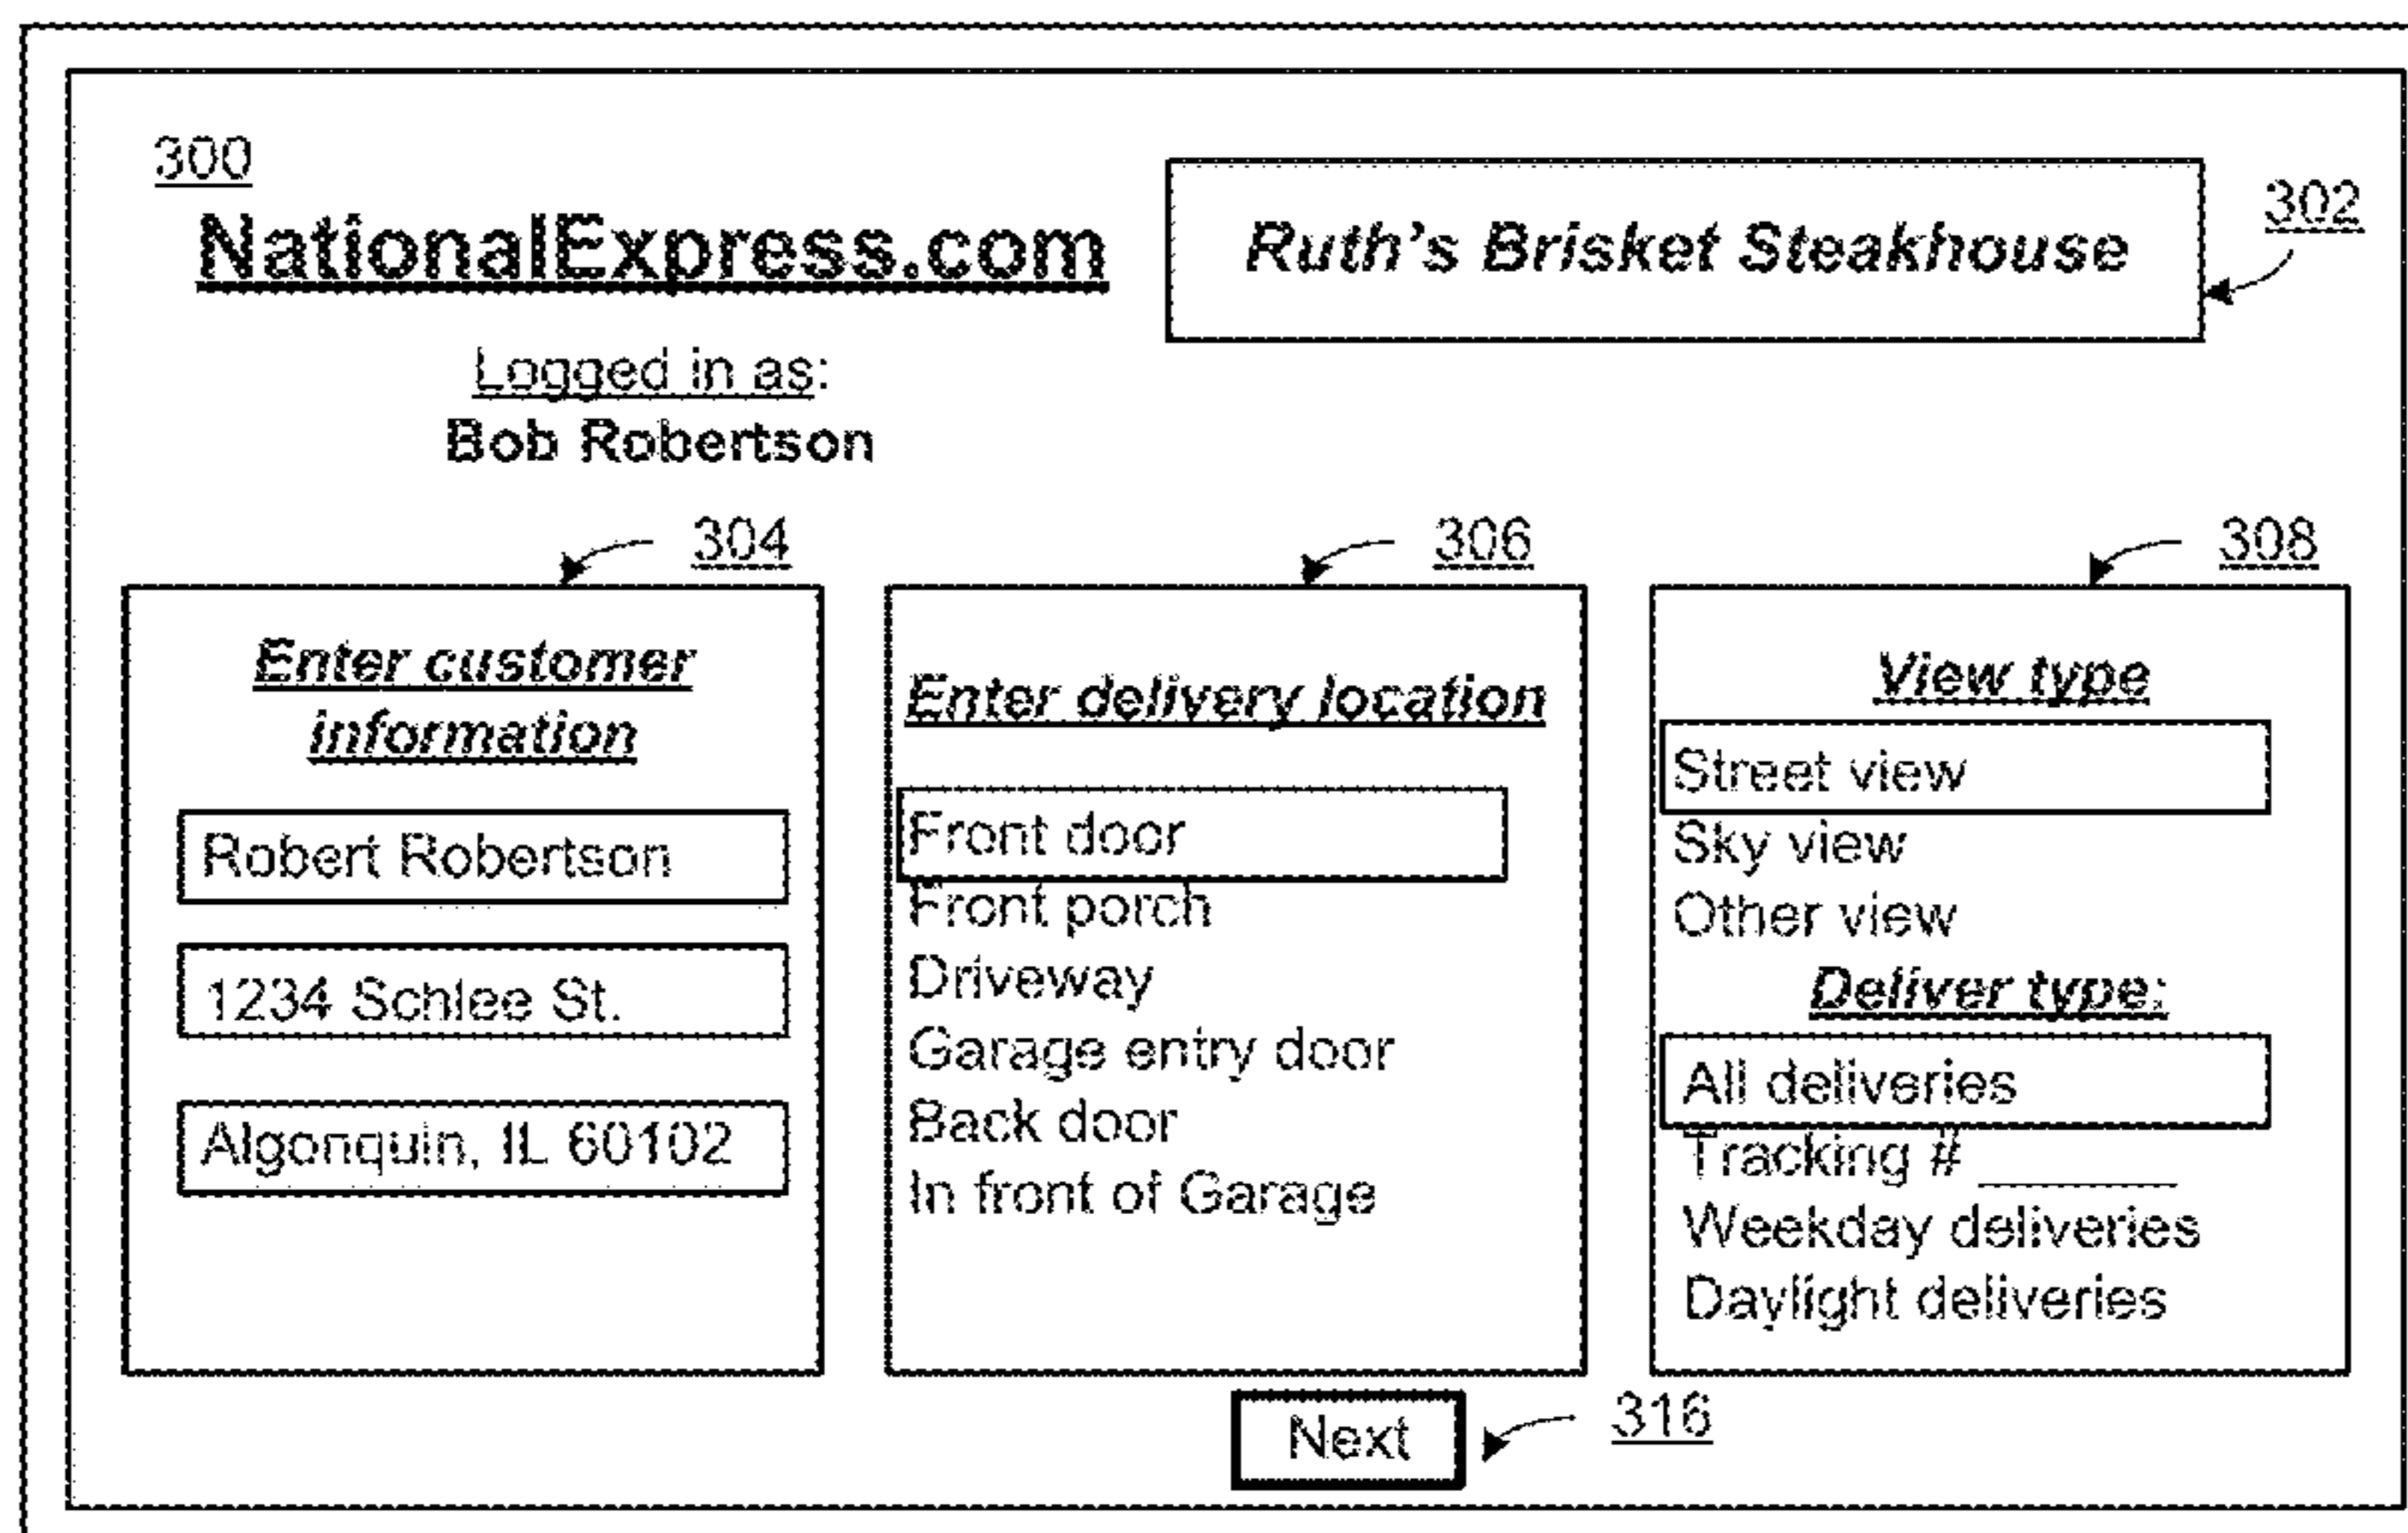 300
NationalExpress.com
Ruth's Brisket Steakhouse
302
Logged in as:
Bob Robertson
304
Enter customer
information
Robert Robertson
1234 Schlee St.
Algonquin, IL 60102
306
Enter delivery location
Front door
Front porch
Driveway
Garage entry door
Back door
In front of Garage
308
View type
Street view
Sky view
Other view
Deliver type:
All deliveries
Tracking # ______
Weekday deliveries
Daylight deliveries
Next
316